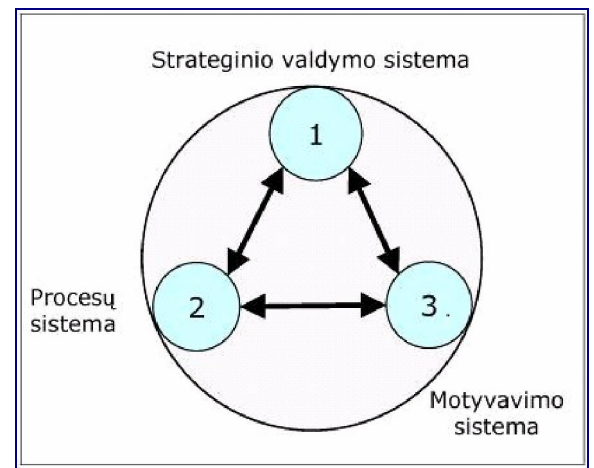 Strateginio valdymo sistema
1
Procesų
sistema
2
3 .
Motyvavimo
sistema